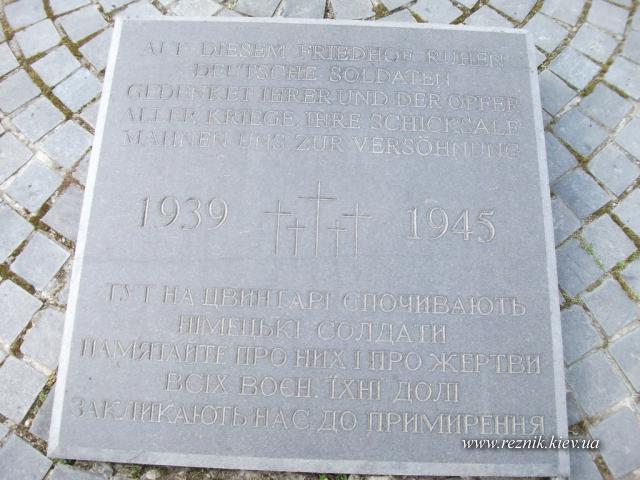 AUF DIESEM FRIEDHOF RUHEN
DEUTSCHE SOLDATEN
GEDENKET IHRER UND DER OPFER
ALLER KRIEGE. IHRE SCHICKSALE
MAHNEN UNS ZUR VERSÖHNUNG
1939 1945
ТУТ НА ЦВИНТАРІ СПОЧИВАЮТЬ
НІМЕЦЬКІ СОЛДАТИ
ПАМ'ЯТАЙТЕ ПРО НИХ І ПРО ЖЕРТВИ
ВСІХ ВОЄН. ЇХНІ ДОЛІ
ЗАКЛИКАЮТЬ НАС ДО ПРИМИРЕННЯ
www.reznik.kiev.ua